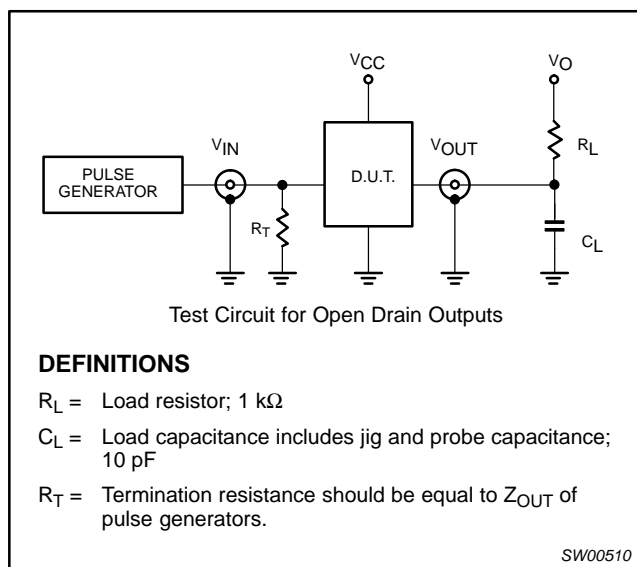 VCC
VO
VIN
VOUT
RL
PULSE
GENERATOR
D.U.T.
RT
CL
Test Circuit for Open Drain Outputs
DEFINITIONS
RL = Load resistor; 1 kΩ
CL = Load capacitance includes jig and probe capacitance;
10 pF
RT = Termination resistance should be equal to ZOUT of
pulse generators.
SW00510